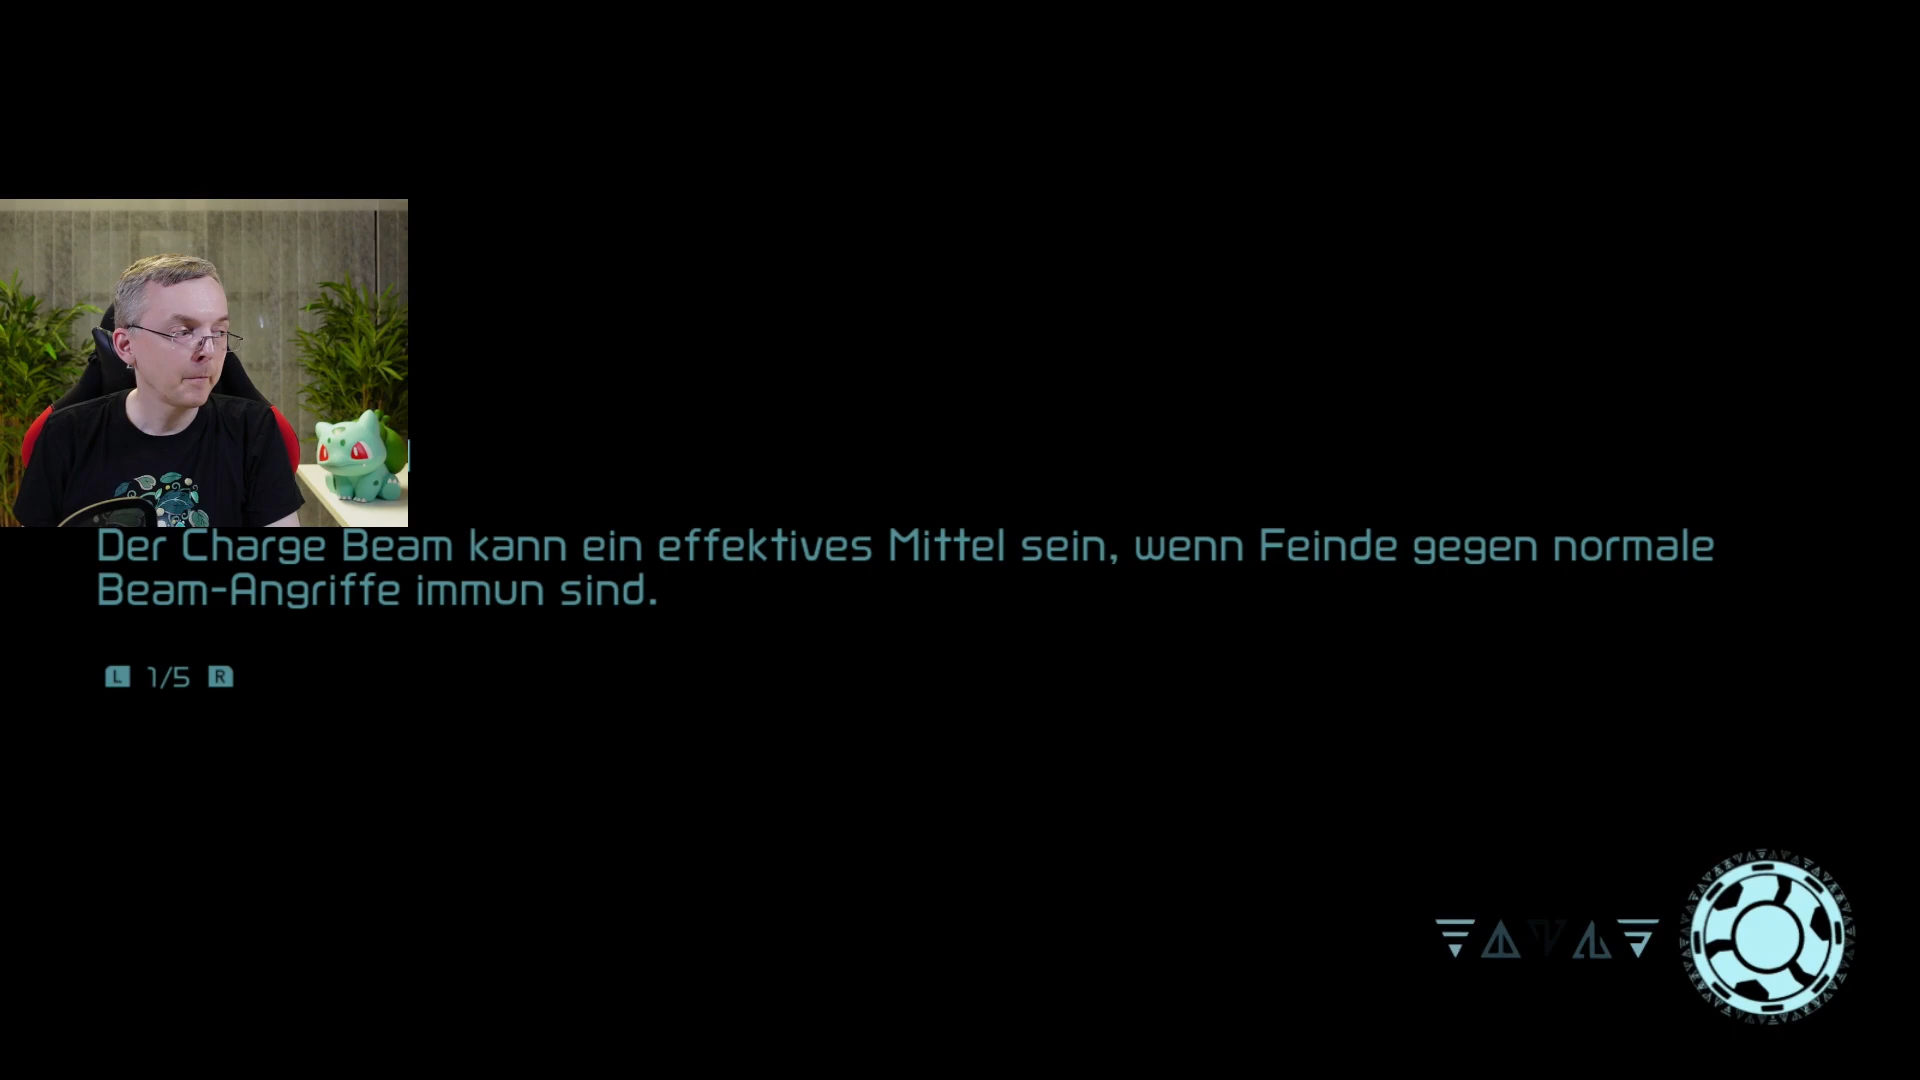 Der Charge Beam kann ein effektives Mittel sein, wenn Feinde gegen normale
Beam-Angriffe immun sind.
L 1/5 R